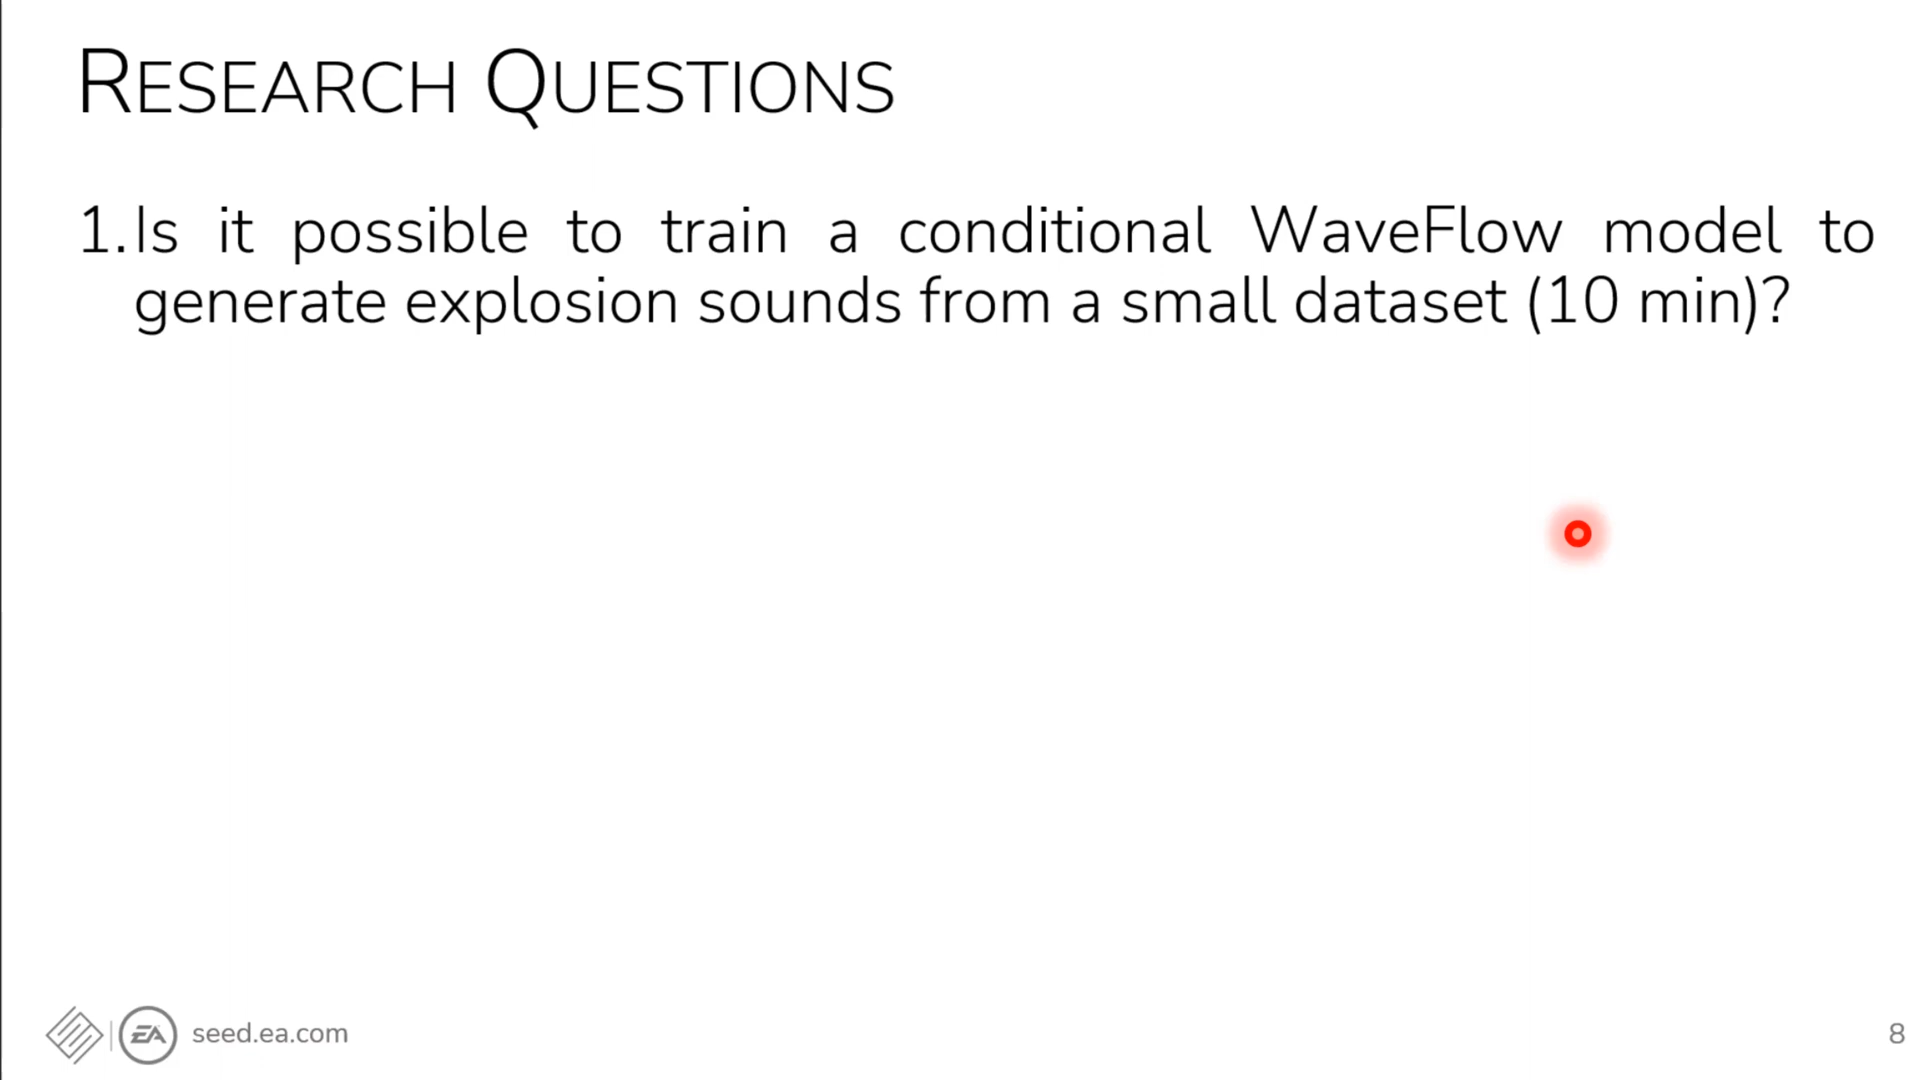 RESEARCH QUESTIONS
1. Is it possible to train a conditional WaveFlow model to
generate explosion sounds from a small dataset (10 min)?
EA seed.ea.com
8